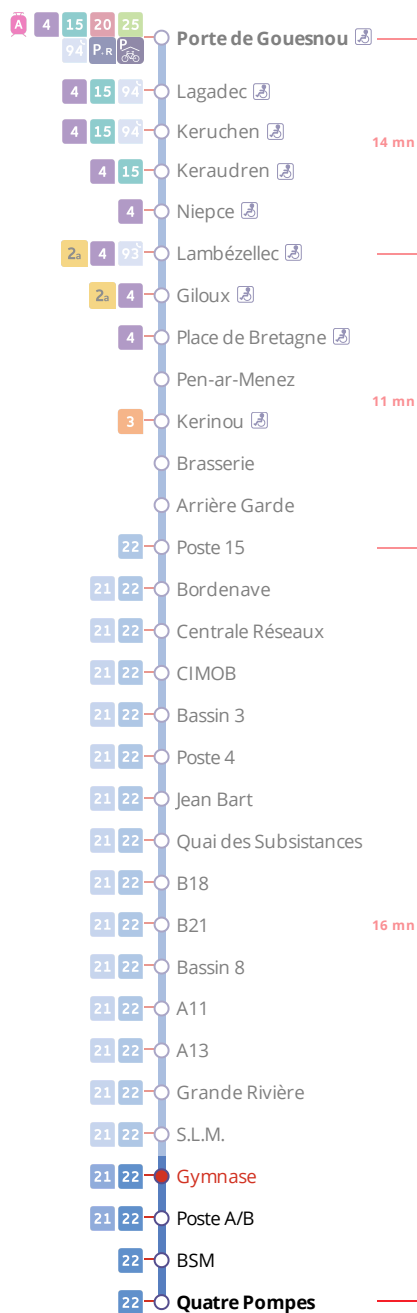 A 4 15 20 25
94 P+R P Porte de Gouesnou
4 15 94 Lagadec
4 15 94 Keruchen
14 mn
4 15 Keraudren
4 Niepce
2a 4 93 Lambézellec
2a 4 Giloux
4 Place de Bretagne
Pen-ar-Menez
11 mn
3 Kerinou
Brasserie
Arrière Garde
22 Poste 15
21 22 Bordenave
21 22 Centrale Réseaux
21 22 CIMOB
21 22 Bassin 3
21 22 Poste 4
21 22 Jean Bart
21 22 Quai des Subsistances
21 22 B18
21 22 B21
16 mn
21 22 Bassin 8
21 22 A11
21 22 A13
21 22 Grande Rivière
21 22 S.L.M.
21 22 Gymnase
21 22 Poste A/B
22 BSM
22 Quatre Pompes